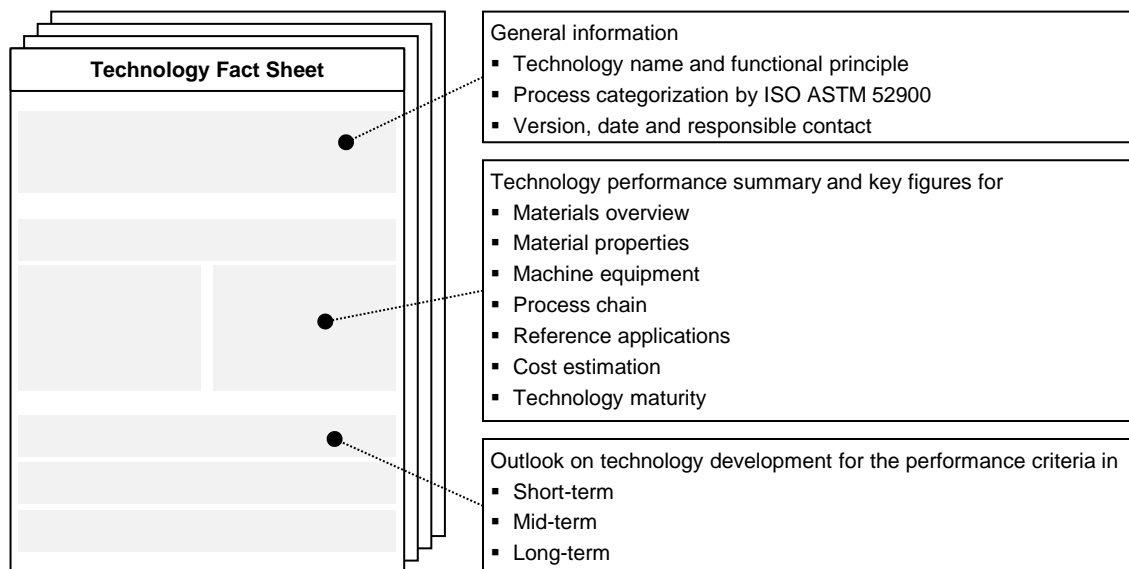 Technology Fact Sheet
General information
▪ Technology name and functional principle
▪ Process categorization by ISO ASTM 52900
▪ Version, date and responsible contact
Technology performance summary and key figures for
▪ Materials overview
▪ Material properties
▪ Machine equipment
▪ Process chain
▪ Reference applications
▪ Cost estimation
▪ Technology maturity
Outlook on technology development for the performance criteria in
▪ Short-term
▪ Mid-term
▪ Long-term